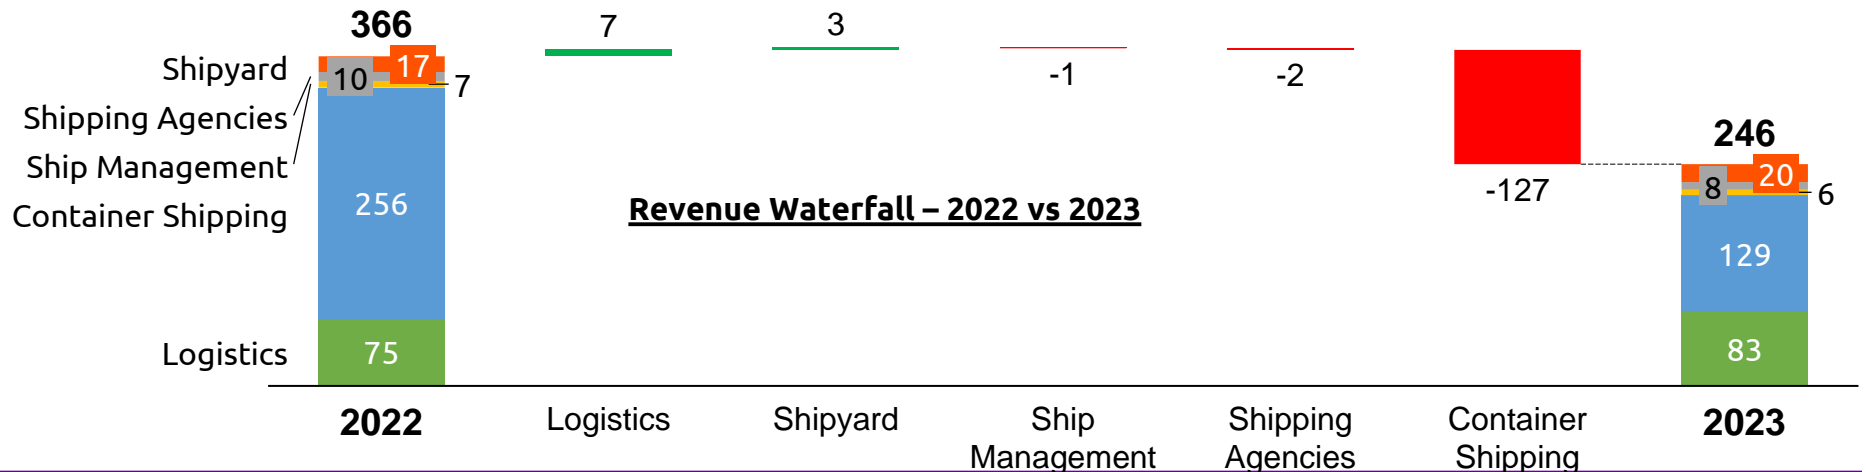 366
7
3
Shipyard
10
17
7
-1
-2
Shipping Agencies
246
Ship Management
-127
8
20
6
Container Shipping
256
Revenue Waterfall – 2022 vs 2023
129
Logistics
75
83
2022
Logistics
Shipyard
Ship
Management
Shipping
Agencies
Container
Shipping
2023